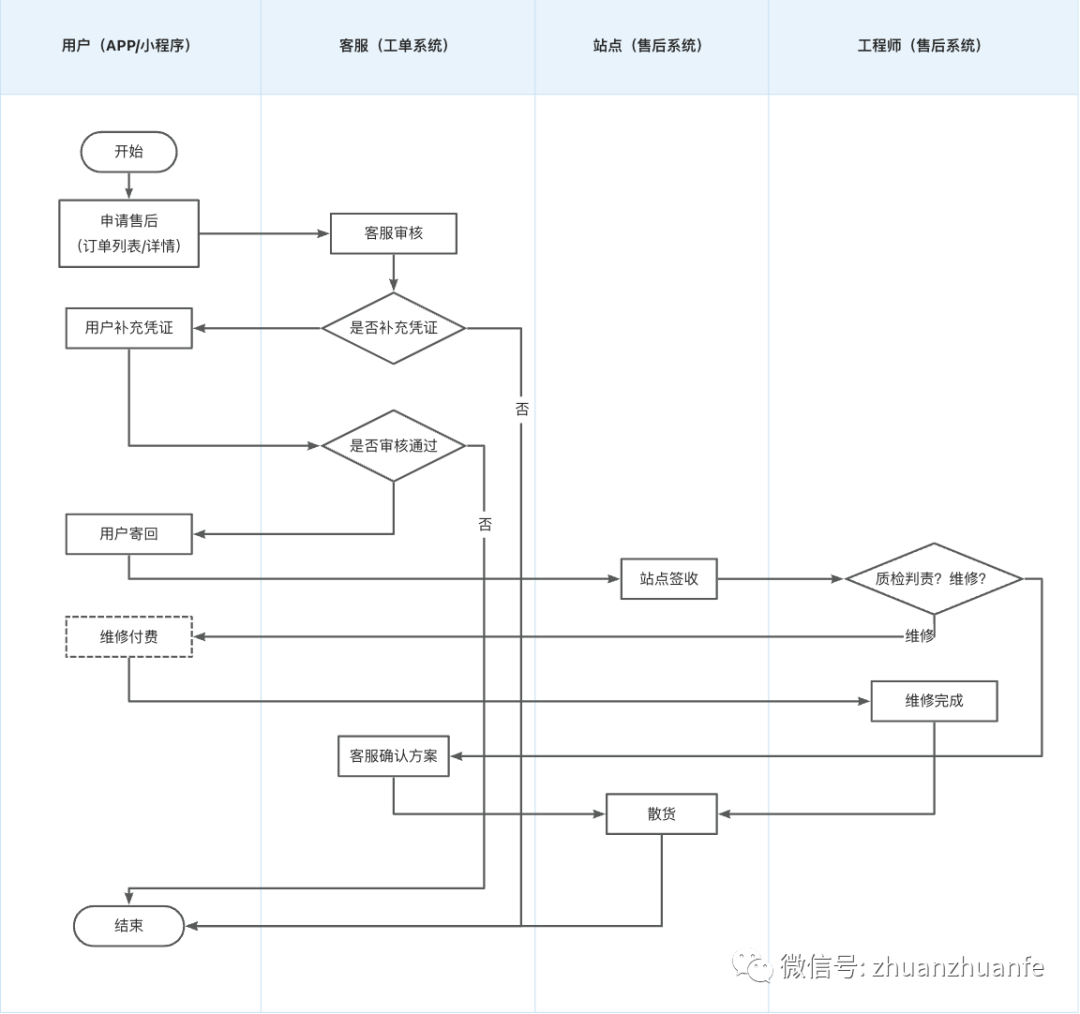 用户（APP/小程序）
客服（工单系统）
站点（售后系统）
工程师（售后系统）
开始
申请售后
（订单列表/详情）
客服审核
用户补充凭证
是否补充凭证
否
是否审核通过
否
用户寄回
站点签收
质检判责？维修？
维修付费
维修
维修完成
客服确认方案
散货
结束
微信号: zhuanzhuanfe